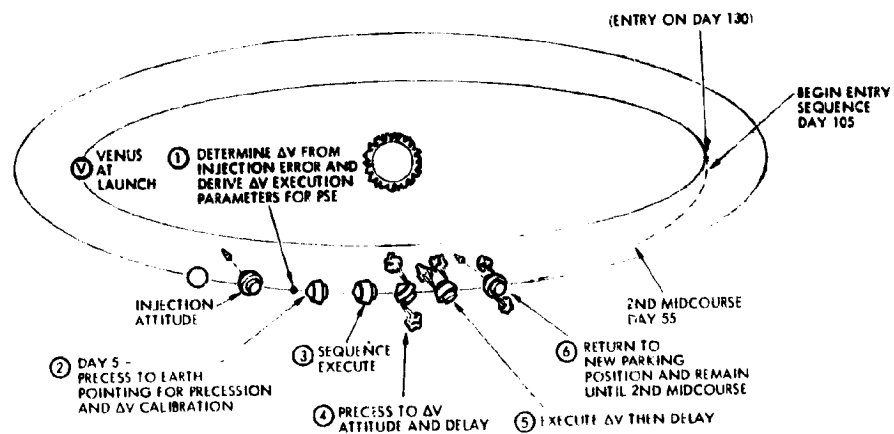 (ENTRY ON DAY 130)
BEGIN ENTRY
SEQUENCE
DAY 105
V
VENUS
AT
LAUNCH
1 DETERMINE ΔV FROM
INJECTION ERROR AND
DERIVE ΔV EXECUTION
PARAMETERS FOR PSE
INJECTION
ATTITUDE
2ND MIDCOURSE
DAY 55
2 DAY 5 -
PRECESS TO EARTH
POINTING FOR PRECESSION
AND ΔV CALIBRATION
3 SEQUENCE
EXECUTE
4 PRECESS TO ΔV
ATTITUDE AND DELAY
5 EXECUTE ΔV THEN DELAY
6 RETURN TO
NEW PARKING
POSITION AND REMAIN
UNTIL 2ND MIDCOURSE